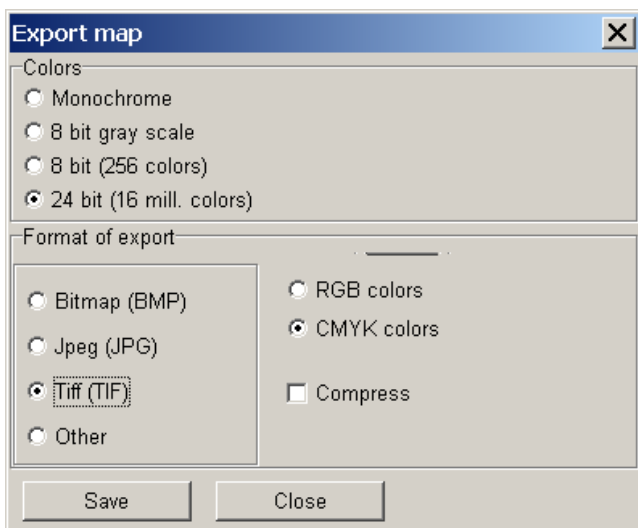 Export map
Colors
Monochrome
8 bit gray scale
8 bit (256 colors)
24 bit (16 mill. colors)
Format of export
Bitmap (BMP)
Jpeg (JPG)
Tiff (TIF)
Other
RGB colors
CMYK colors
Compress
Save
Close